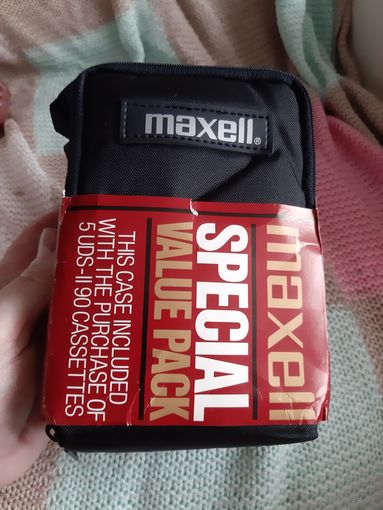 maxell®
maxell
SPECIAL
VALUE PACK
THIS CASE INCLUDED
WITH THE PURCHASE OF
5 UDS-II 90 CASSETTES